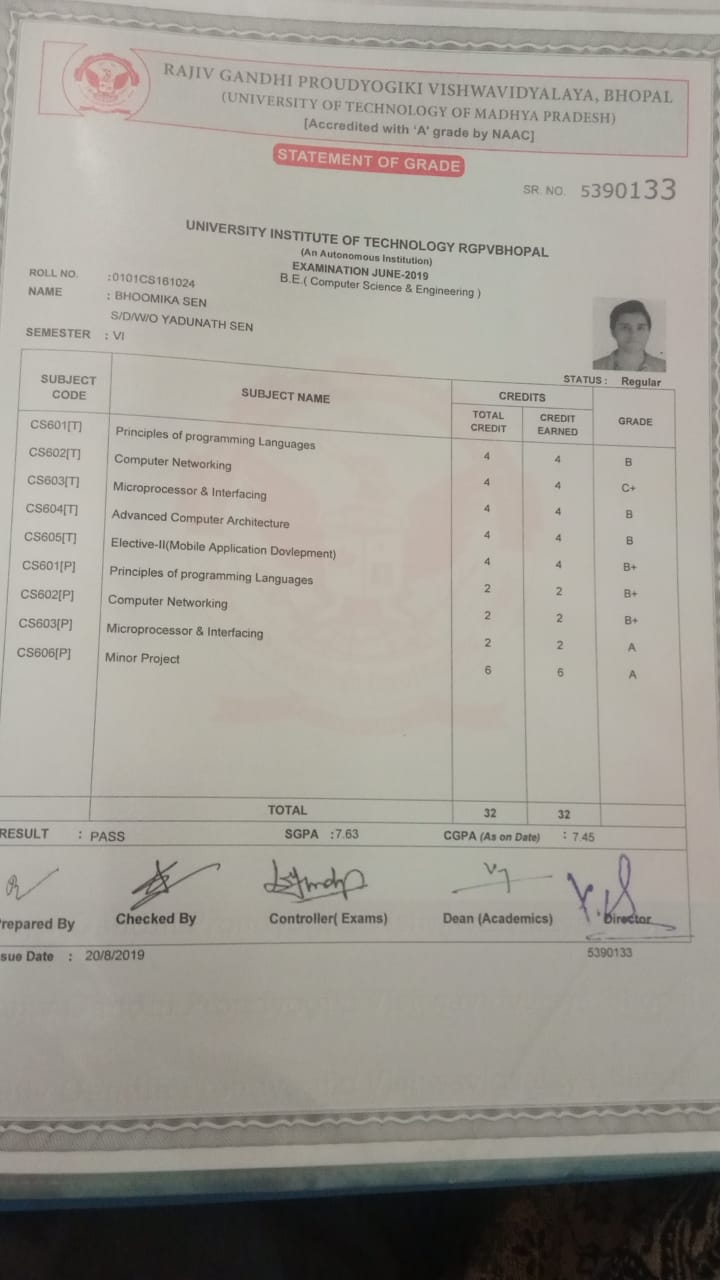 RAJIV GANDHI PROUDYOGIKI VISHWAVIDYALAYA, BHOPAL
(UNIVERSITY OF TECHNOLOGY OF MADHYA PRADESH)
[Accredited with 'A' grade by NAAC]
STATEMENT OF GRADE
SR. NO. 5390133
UNIVERSITY INSTITUTE OF TECHNOLOGY RGPVBHOPAL
(An Autonomous Institution)
EXAMINATION JUNE-2019
B.E.( Computer Science & Engineering )
ROLL NO. :0101CS161024
NAME : BHOOMIKA SEN
S/D/W/O YADUNATH SEN
SEMESTER : VI
STATUS : Regular
SUBJECT CODE SUBJECT NAME CREDITS GRADE
TOTAL CREDIT CREDIT EARNED
CS601[T] Principles of programming Languages 4 4 B
CS602[T] Computer Networking 4 4 C+
CS603[T] Microprocessor & Interfacing 4 4 B
CS604[T] Advanced Computer Architecture 4 4 B
CS605[T] Elective-II(Mobile Application Dovlepment) 4 4 B+
CS601[P] Principles of programming Languages 2 2 B+
CS602[P] Computer Networking 2 2 B+
CS603[P] Microprocessor & Interfacing 2 2 A
CS606[P] Minor Project 6 6 A
TOTAL 32 32
RESULT : PASS SGPA :7.63 CGPA (As on Date) : 7.45
repared By Checked By Controller( Exams) Dean (Academics) Director
sue Date : 20/8/2019
5390133